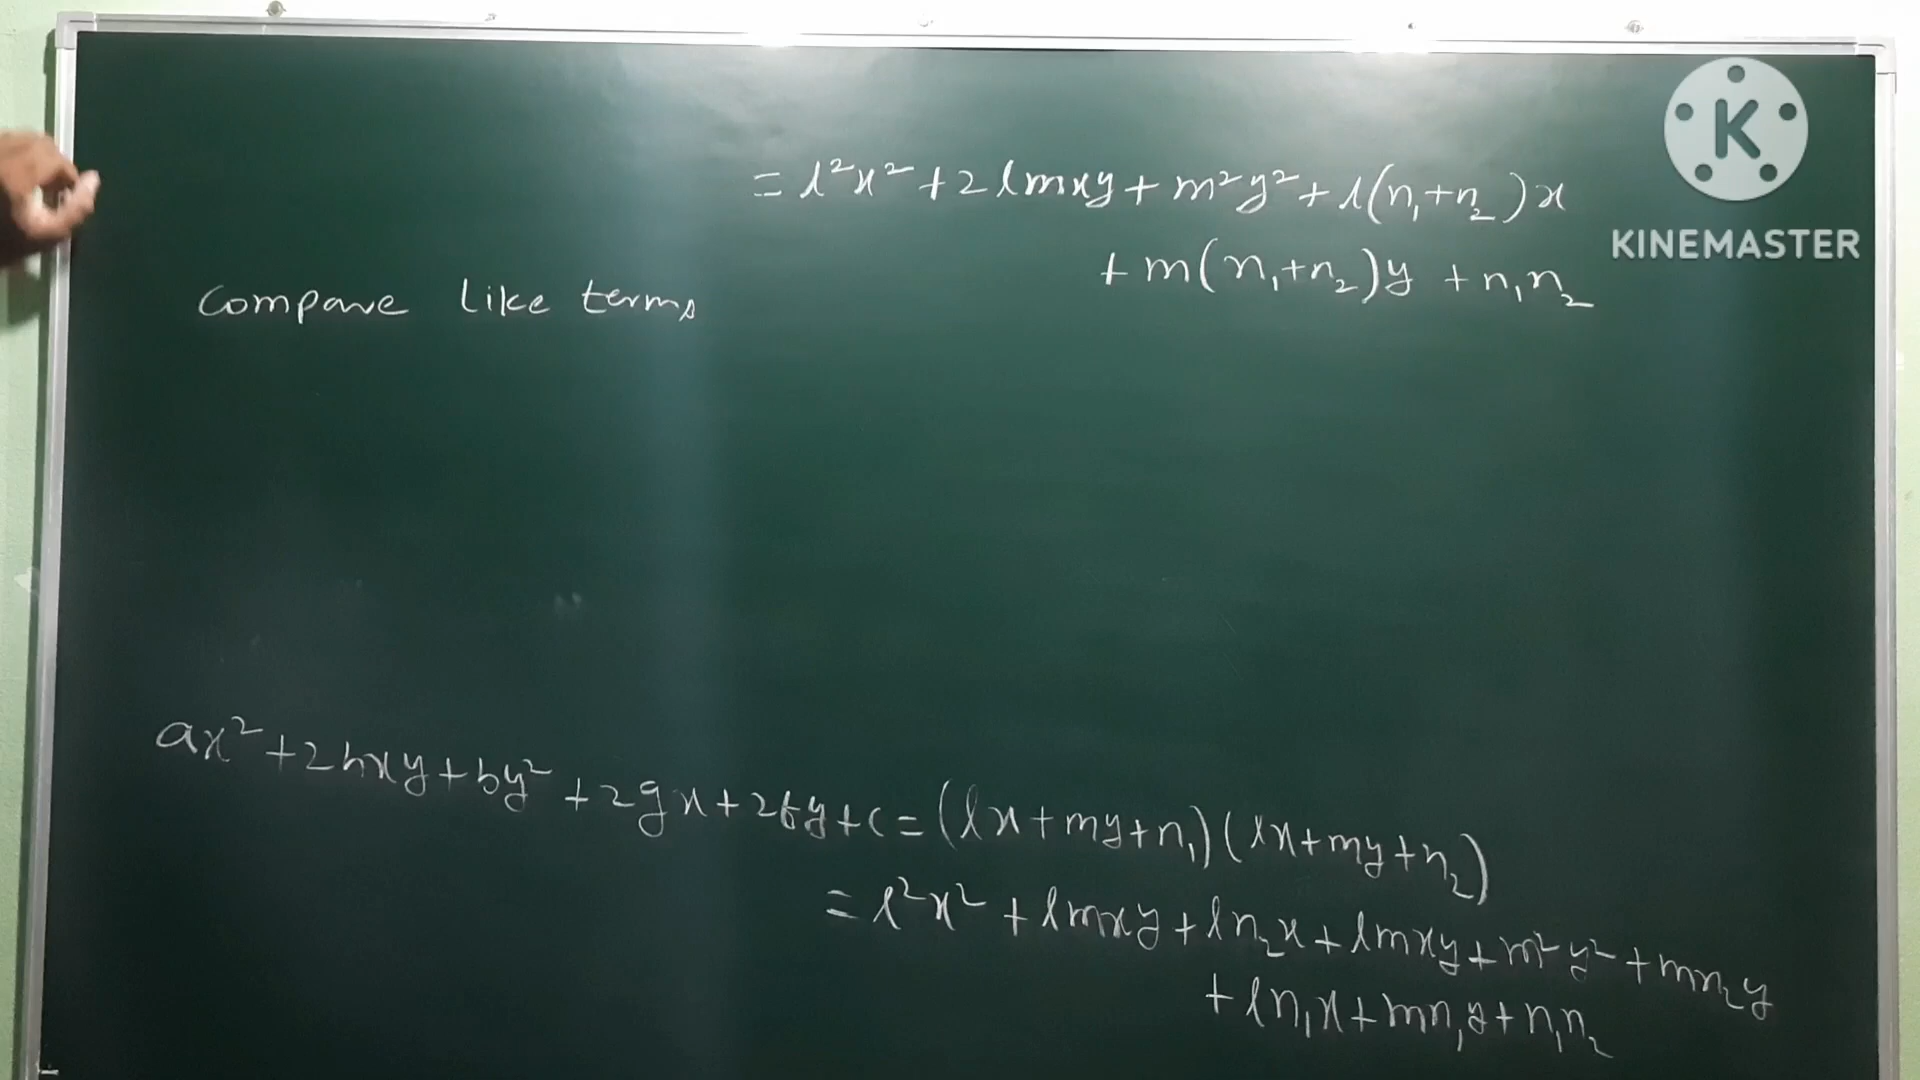 = l²x² + 2lmxy + m²y² + l(n₁+n₂)x
+ m(n₁+n₂)y + n₁n₂
K
KINEMASTER
Compare like terms
ax² + 2hxy + by² + 2gx + 2fy + c = (lx + my + n₁)(lx + my + n₂)
= l²x² + lmxy + ln₂x + lmxy + m²y² + mn₂y
+ ln₁x + mn₁y + n₁n₂